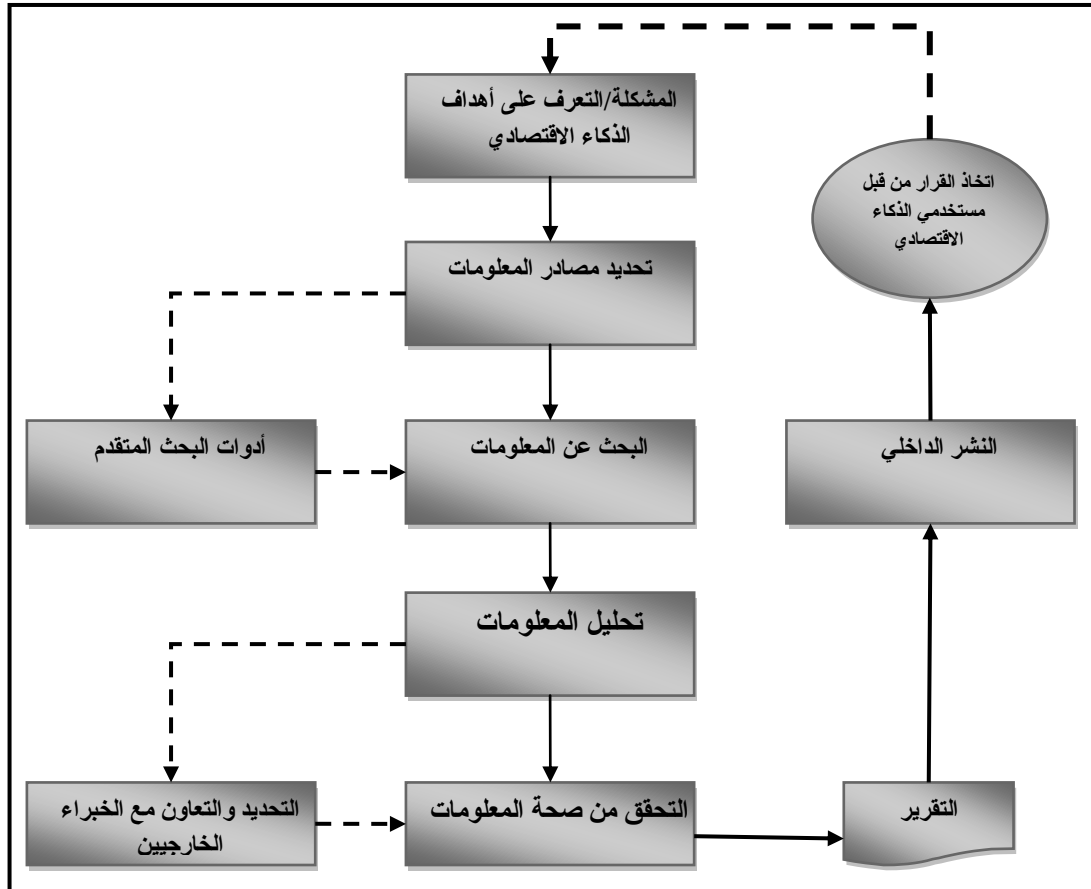 المشكلة/التعرف على أهداف
الذكاء الاقتصادي
اتخاذ القرار من قبل
مستخدمي الذكاء
الاقتصادي
تحديد مصادر المعلومات
أدوات البحث المتقدم
البحث عن المعلومات
النشر الداخلي
تحليل المعلومات
التحديد والتعاون مع الخبراء
الخارجيين
التحقق من صحة المعلومات
التقرير